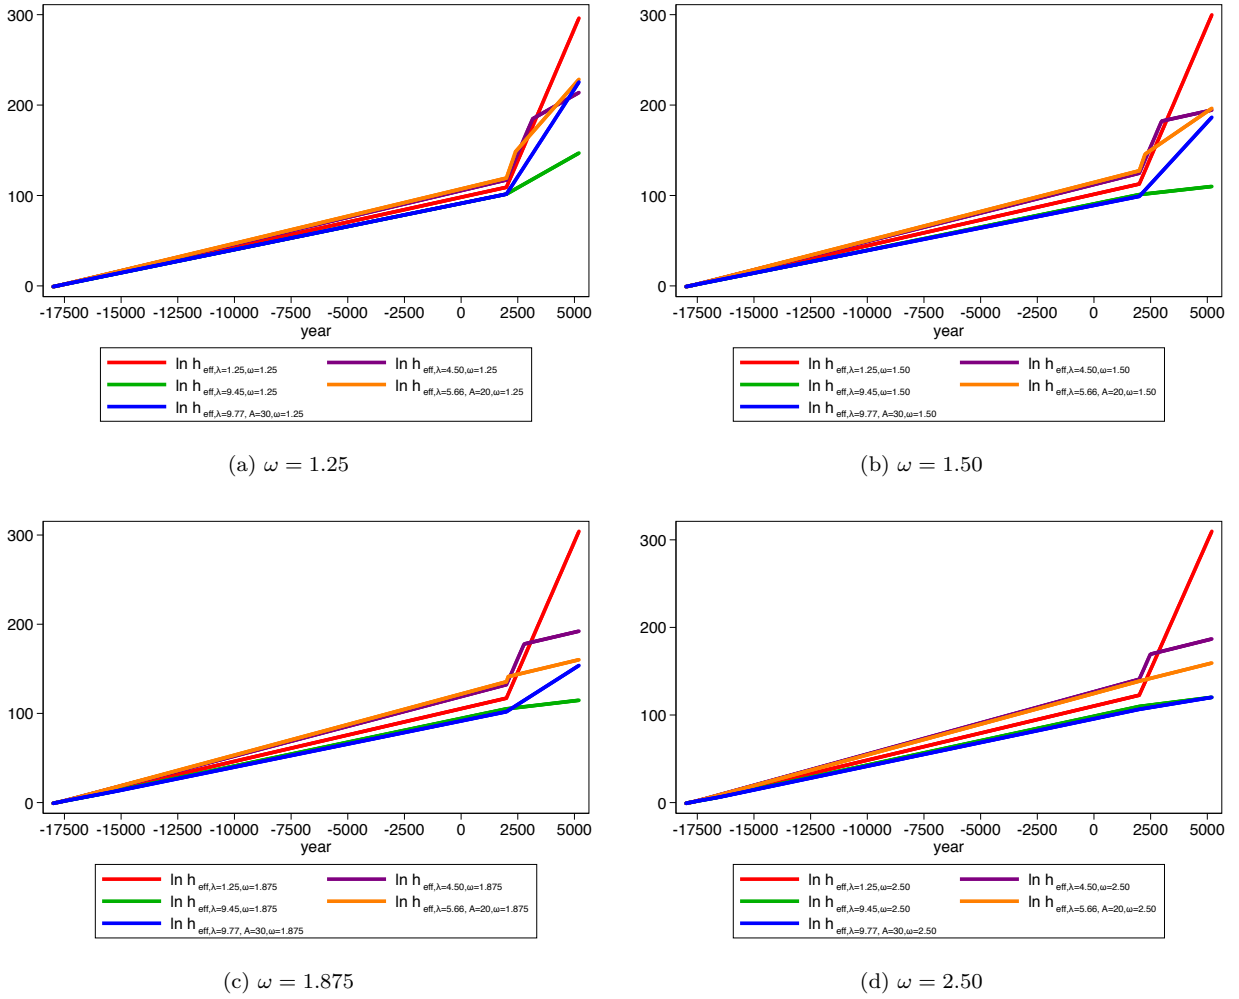 300
200
100
0
-17500 -15000 -12500 -10000 -7500 -5000 -2500 0 2500 5000
year
ln h eff,λ=1.25,ω=1.25 ln h eff,λ=4.50,ω=1.25
ln h eff,λ=9.45,ω=1.25 ln h eff,λ=5.66, A=20,ω=1.25
ln h eff,λ=9.77, A=30,ω=1.25
(a) ω = 1.25
300
200
100
0
-17500 -15000 -12500 -10000 -7500 -5000 -2500 0 2500 5000
year
ln h eff,λ=1.25,ω=1.50 ln h eff,λ=4.50,ω=1.50
ln h eff,λ=9.45,ω=1.50 ln h eff,λ=5.66, A=20,ω=1.50
ln h eff,λ=9.77, A=30,ω=1.50
(b) ω = 1.50
300
200
100
0
-17500 -15000 -12500 -10000 -7500 -5000 -2500 0 2500 5000
year
ln h eff,λ=1.25,ω=1.875 ln h eff,λ=4.50,ω=1.875
ln h eff,λ=9.45,ω=1.875 ln h eff,λ=5.66, A=20,ω=1.875
ln h eff,λ=9.77, A=30,ω=1.875
(c) ω = 1.875
300
200
100
0
-17500 -15000 -12500 -10000 -7500 -5000 -2500 0 2500 5000
year
ln h eff,λ=1.25,ω=2.50 ln h eff,λ=4.50,ω=2.50
ln h eff,λ=9.45,ω=2.50 ln h eff,λ=5.66, A=20,ω=2.50
ln h eff,λ=9.77, A=30,ω=2.50
(d) ω = 2.50